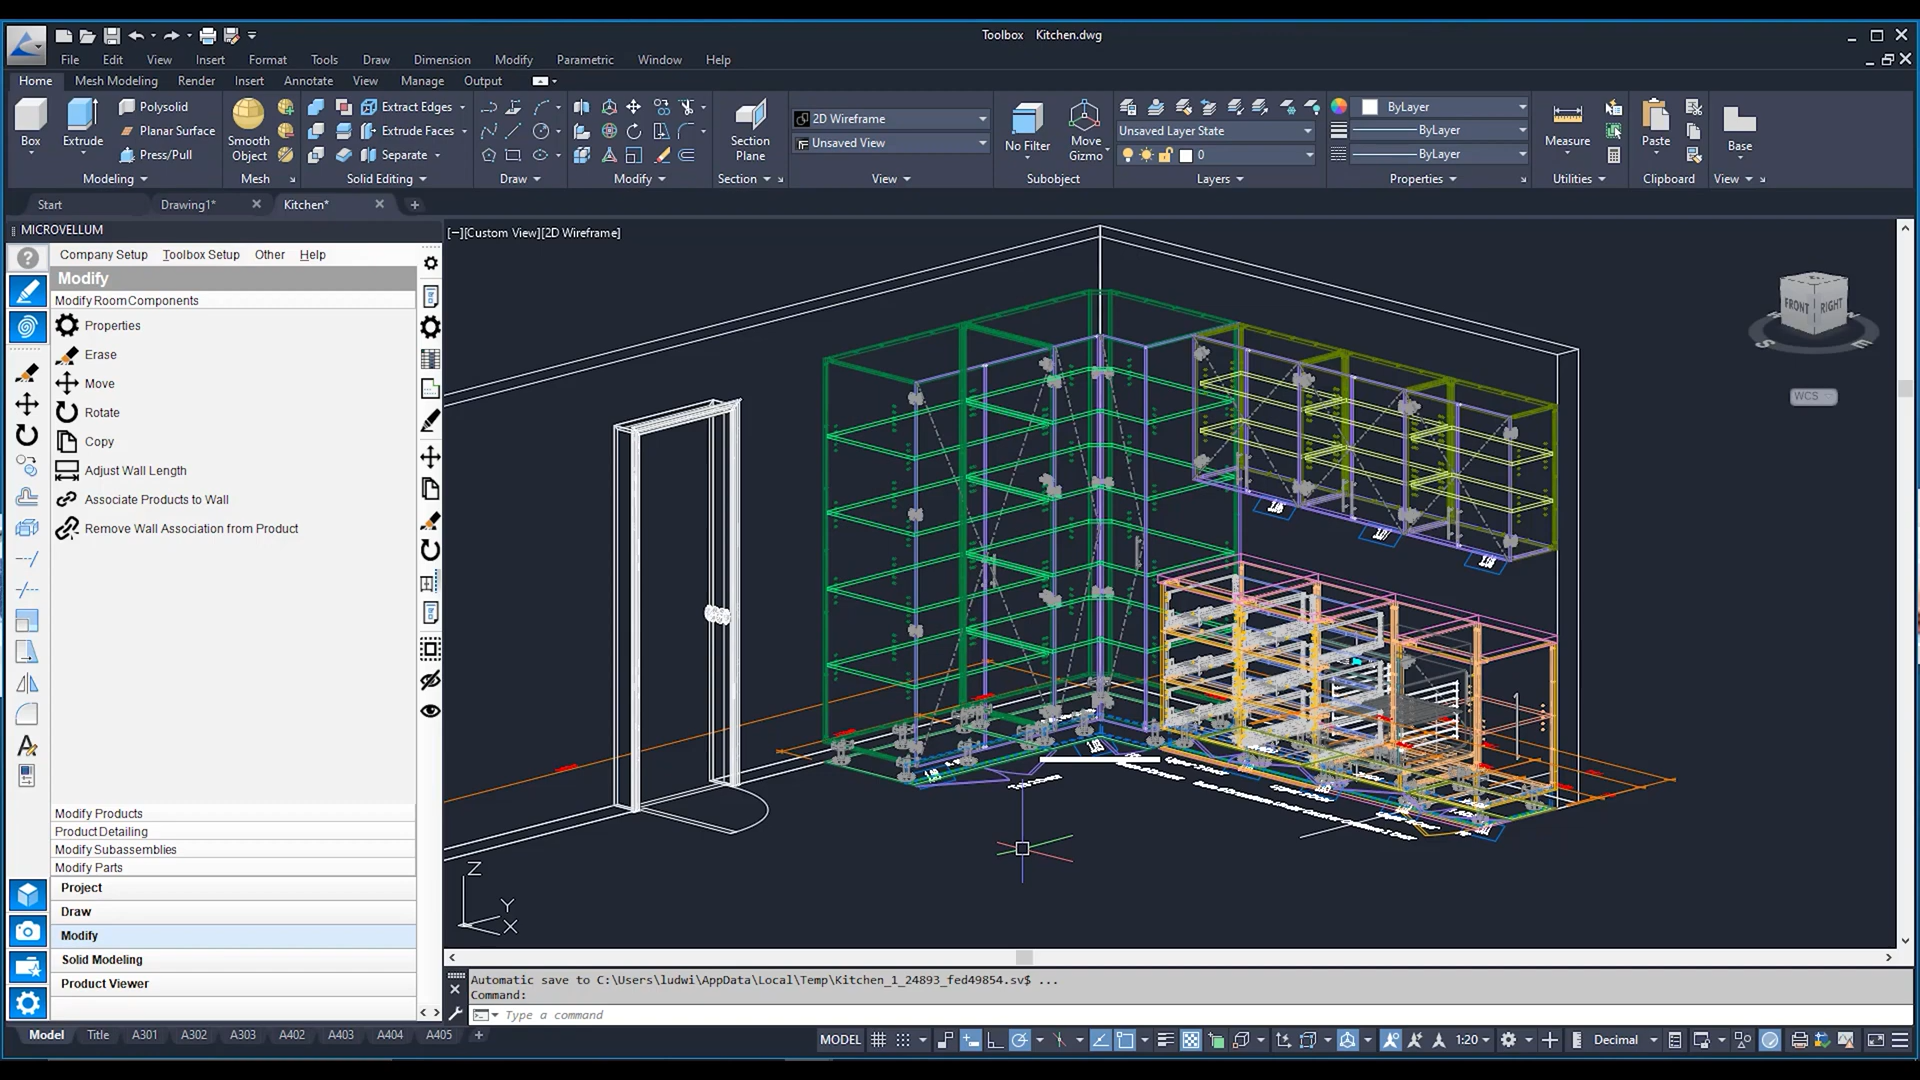 Toolbox Kitchen.dwg
File Edit View Insert Format Tools Draw Dimension Modify Parametric Window Help
Home Mesh Modeling Render Insert Annotate View Manage Output
Box
Extrude
Polysolid
Planar Surface
Press/Pull
Modeling
Smooth Object
Mesh
Extract Edges
Extrude Faces
Separate
Solid Editing
Draw
Modify
Section Plane
Section
2D Wireframe
Unsaved View
View
No Filter
Move Gizmo
Subobject
Unsaved Layer State
0
Layers
ByLayer
ByLayer
ByLayer
Properties
Measure
Utilities
Paste
Clipboard
Base
View
Start Drawing1* Kitchen*
MICROVELLUM
Company Setup Toolbox Setup Other Help
Modify
Modify Room Components
Properties
Erase
Move
Rotate
Copy
Adjust Wall Length
Associate Products to Wall
Remove Wall Association from Product
Modify Products
Product Detailing
Modify Subassemblies
Modify Parts
Project
Draw
Modify
Solid Modeling
Product Viewer
[−][Custom View][2D Wireframe]
FRONT RIGHT
S E
WCS
1.03
Z
Y
X
Automatic save to C:\Users\ludwi\AppData\Local\Temp\Kitchen_1_24893_fed49854.sv$ ...
Command:
Type a command
Model Title A301 A302 A303 A402 A403 A404 A405 +
MODEL 1:20 Decimal